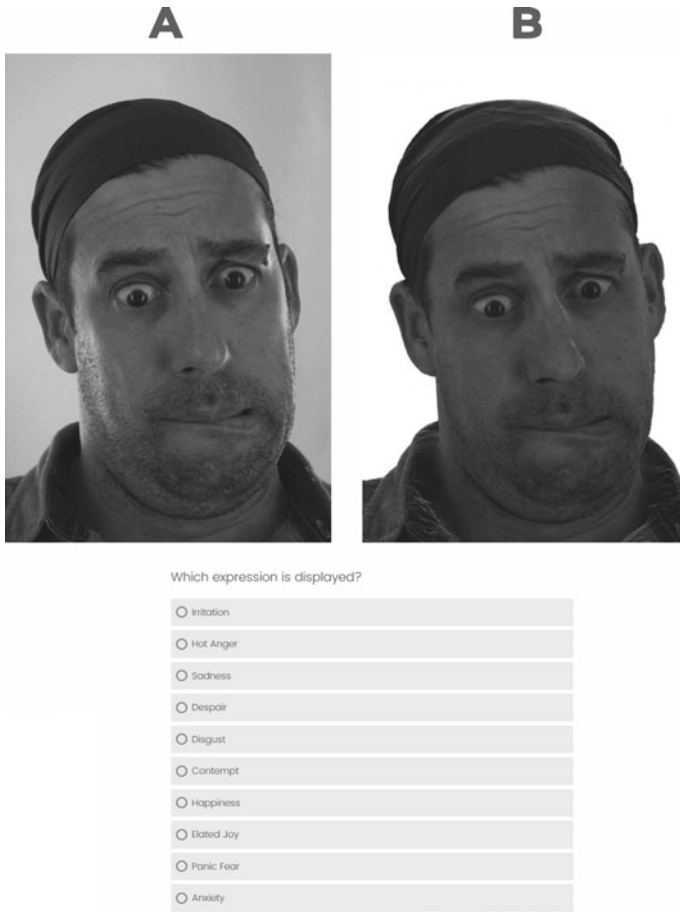 A
B
Which expression is displayed?
Irritation
Hot Anger
Sadness
Despair
Disgust
Contempt
Happiness
Elated Joy
Panic Fear
Anxiety